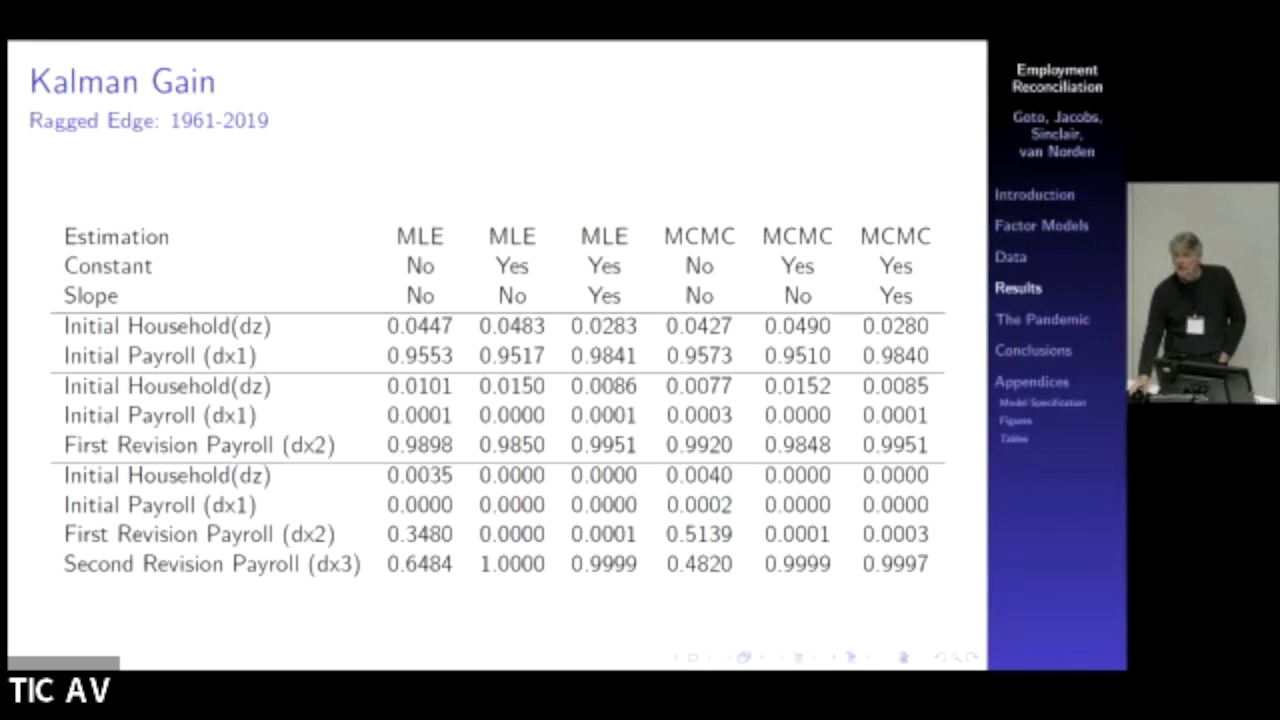 Kalman Gain
Ragged Edge: 1961-2019
Estimation MLE MLE MLE MCMC MCMC MCMC
Constant No Yes Yes No Yes Yes
Slope No No Yes No No Yes
Initial Household(dz) 0.0447 0.0483 0.0283 0.0427 0.0490 0.0280
Initial Payroll (dx1) 0.9553 0.9517 0.9841 0.9573 0.9510 0.9840
Initial Household(dz) 0.0101 0.0150 0.0086 0.0077 0.0152 0.0085
Initial Payroll (dx1) 0.0001 0.0000 0.0001 0.0003 0.0000 0.0001
First Revision Payroll (dx2) 0.9898 0.9850 0.9951 0.9920 0.9848 0.9951
Initial Household(dz) 0.0035 0.0000 0.0000 0.0040 0.0000 0.0000
Initial Payroll (dx1) 0.0000 0.0000 0.0000 0.0002 0.0000 0.0000
First Revision Payroll (dx2) 0.3480 0.0000 0.0001 0.5139 0.0001 0.0003
Second Revision Payroll (dx3) 0.6484 1.0000 0.9999 0.4820 0.9999 0.9997
Employment
Reconciliation
Goto, Jacobs,
Sinclair,
van Norden
Introduction
Factor Models
Data
Results
The Pandemic
Conclusions
Appendices
Model Specification
Figures
Tables
TIC AV